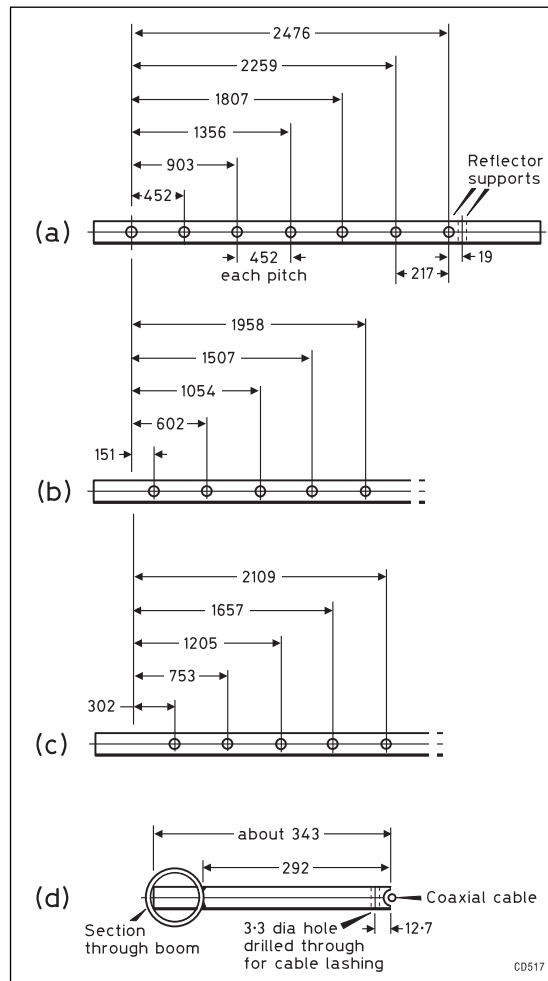 2476
2259
1807
1356
903
452
Reflector
supports
(a)
452
each pitch
217
19
1958
1507
1054
602
151
(b)
2109
1657
1205
753
302
(c)
about 343
292
(d)
Coaxial cable
Section
through boom
3·3 dia hole
drilled through
for cable lashing
12·7
CD517